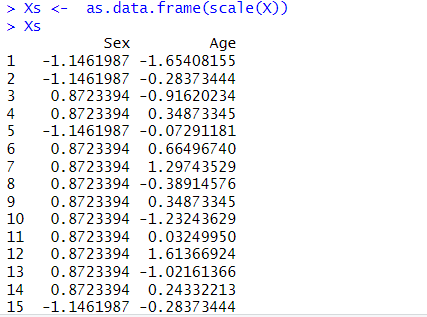 > Xs <-  as.data.frame(scale(X))
> Xs
          Sex         Age
1  -1.1461987 -1.65408155
2  -1.1461987 -0.28373444
3   0.8723394 -0.91620234
4   0.8723394  0.34873345
5  -1.1461987 -0.07291181
6   0.8723394  0.66496740
7   0.8723394  1.29743529
8   0.8723394 -0.38914576
9   0.8723394  0.34873345
10  0.8723394 -1.23243629
11  0.8723394  0.03249950
12  0.8723394  1.61366924
13  0.8723394 -1.02161366
14  0.8723394  0.24332213
15 -1.1461987 -0.28373444